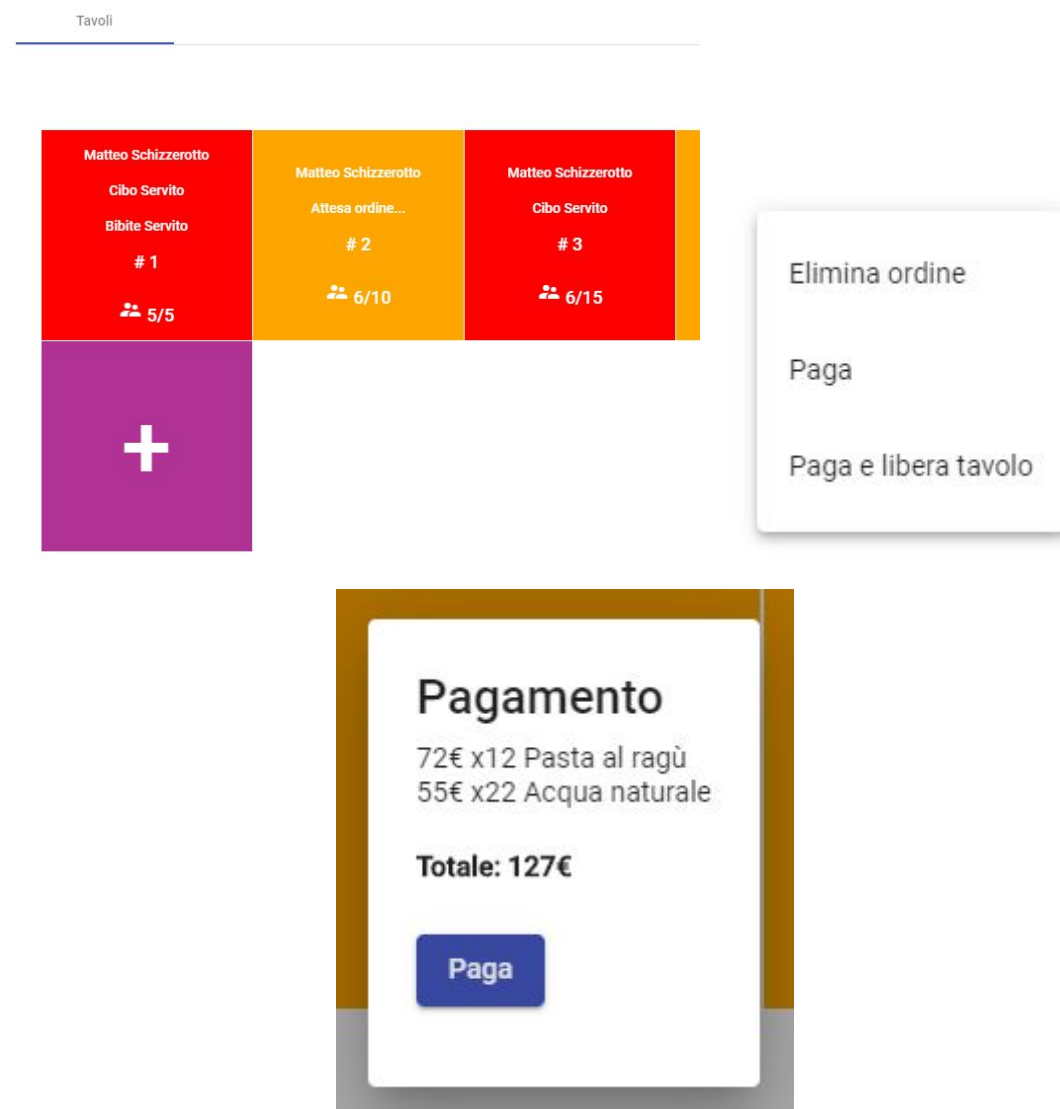 Tavoli
Matteo Schizzerotto
Cibo Servito
Bibite Servito
# 1
5/5
Matteo Schizzerotto
Attesa ordine...
# 2
6/10
Matteo Schizzerotto
Cibo Servito
# 3
6/15
+
Elimina ordine
Paga
Paga e libera tavolo
Pagamento
72€ x12 Pasta al ragù
55€ x22 Acqua naturale
Totale: 127€
Paga